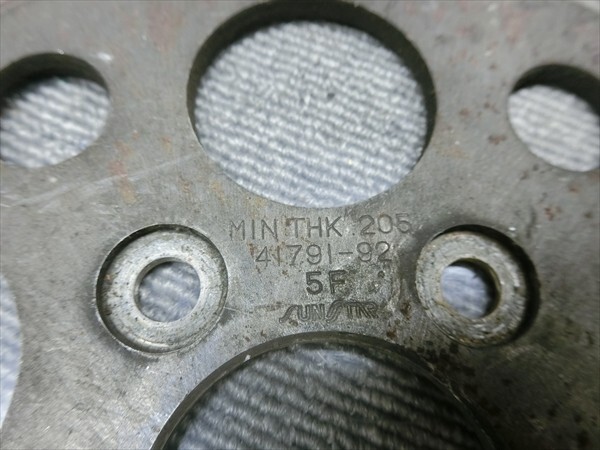 MIN THK .205
41791-92
5F
SUNSTAR